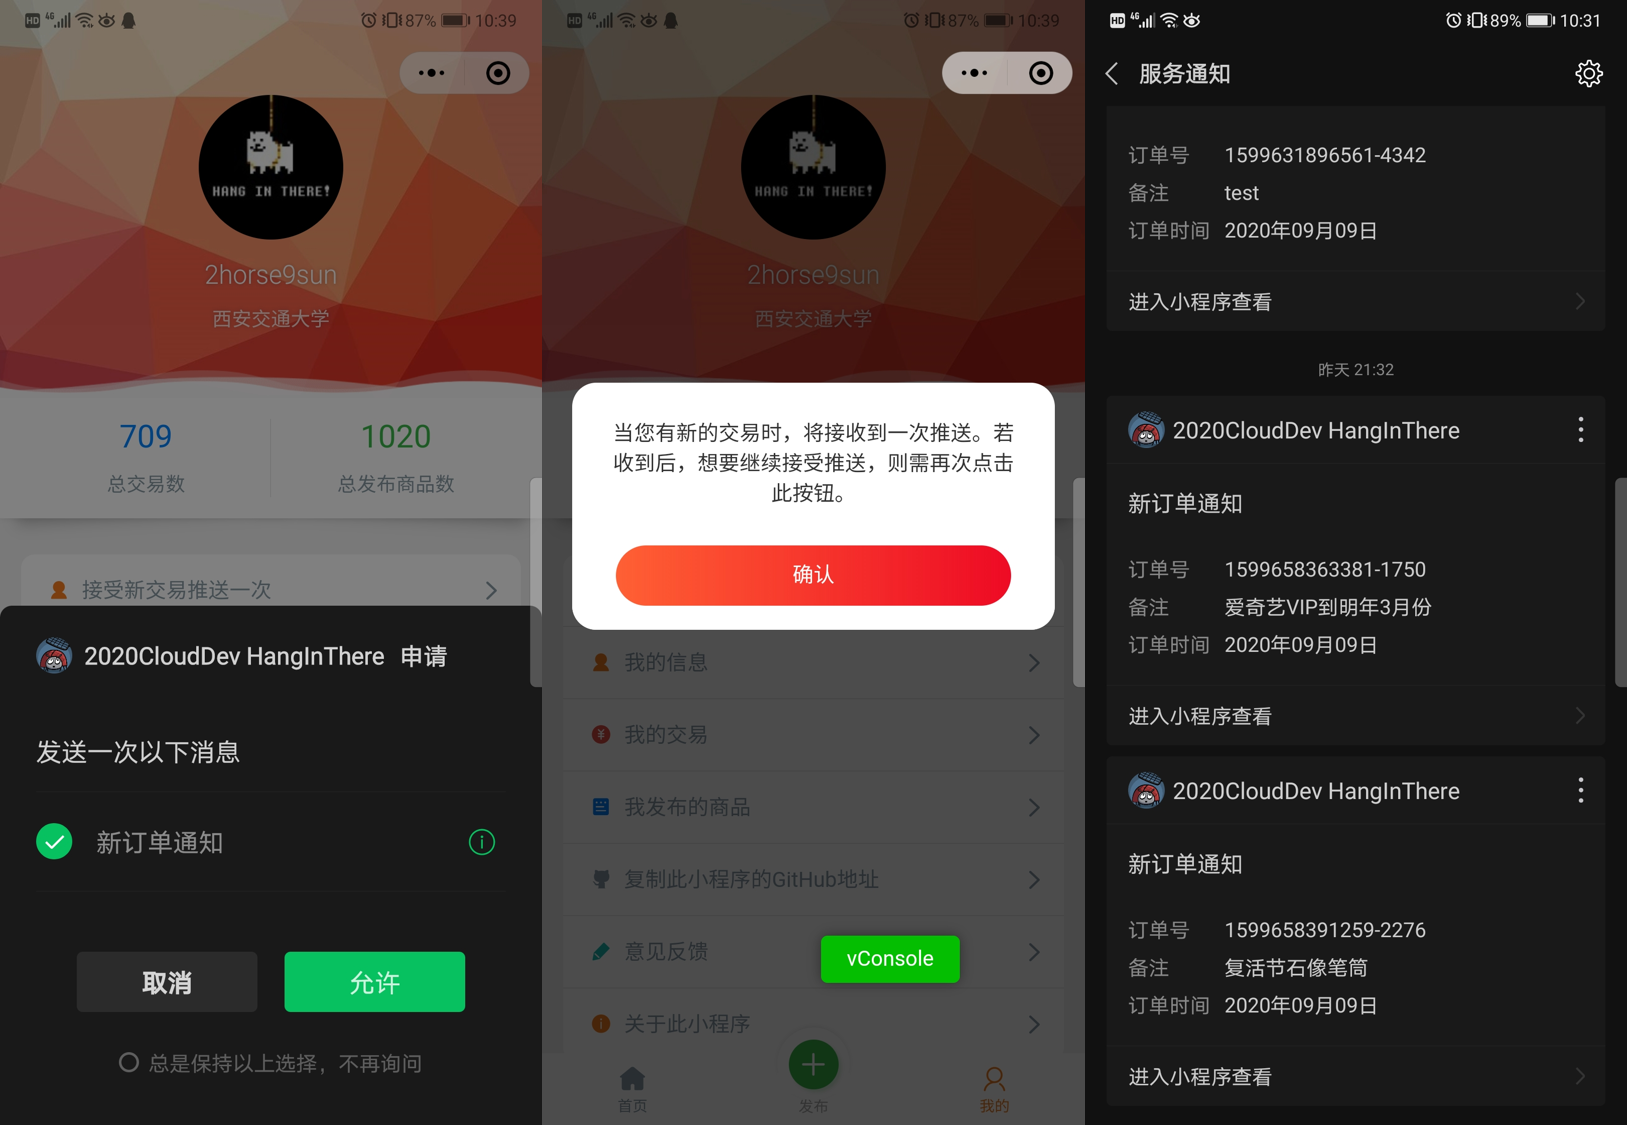 HD 4G 87% 10:39
HANG IN THERE!
2horse9sun
西安交通大学
709
总交易数
1020
总发布商品数
接受新交易推送一次
2020CloudDev HangInThere 申请
发送一次以下消息
新订单通知
取消
允许
总是保持以上选择，不再询问
HD 4G 87% 10:39
HANG IN THERE!
2horse9sun
西安交通大学
当您有新的交易时，将接收到一次推送。若
收到后，想要继续接受推送，则需再次点击
此按钮。
确认
我的信息
我的交易
我发布的商品
复制此小程序的GitHub地址
意见反馈
vConsole
关于此小程序
首页
发布
我的
HD 4G 89% 10:31
服务通知
订单号 1599631896561-4342
备注 test
订单时间 2020年09月09日
进入小程序查看
昨天 21:32
2020CloudDev HangInThere
新订单通知
订单号 1599658363381-1750
备注 爱奇艺VIP到明年3月份
订单时间 2020年09月09日
进入小程序查看
2020CloudDev HangInThere
新订单通知
订单号 1599658391259-2276
备注 复活节石像笔筒
订单时间 2020年09月09日
进入小程序查看